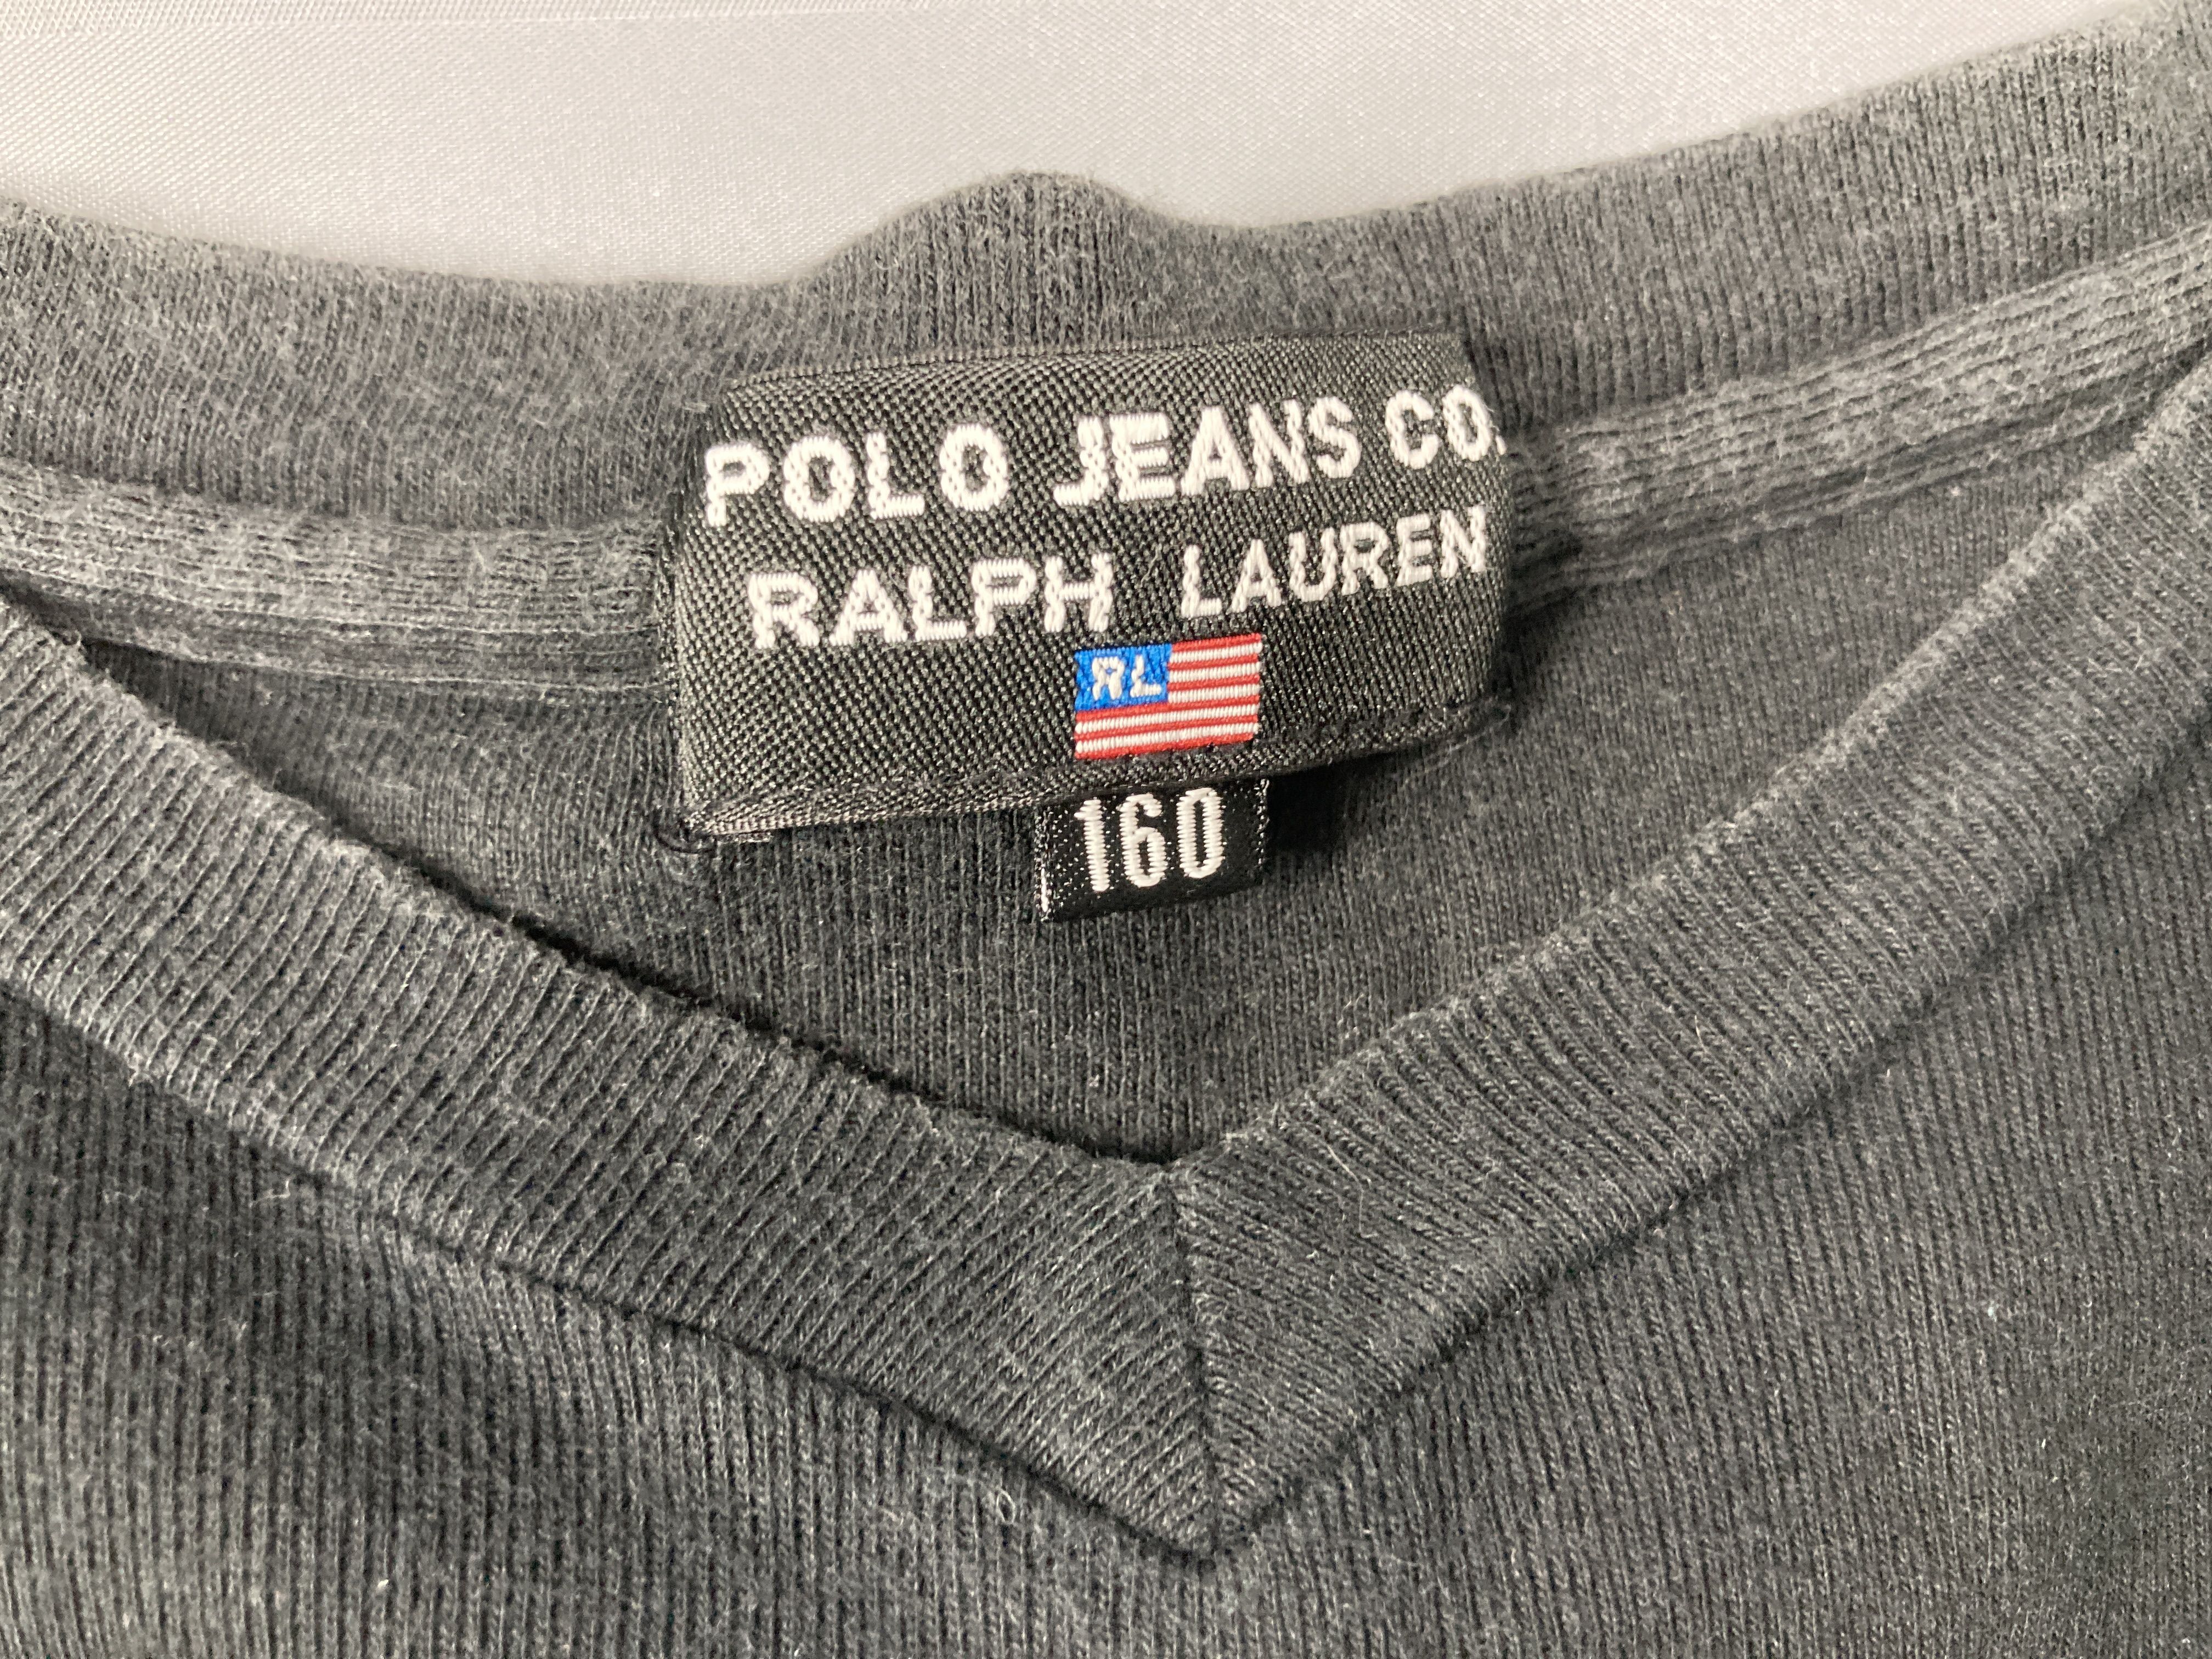 POLO JEANS CO.
RALPH LAUREN
RL
160